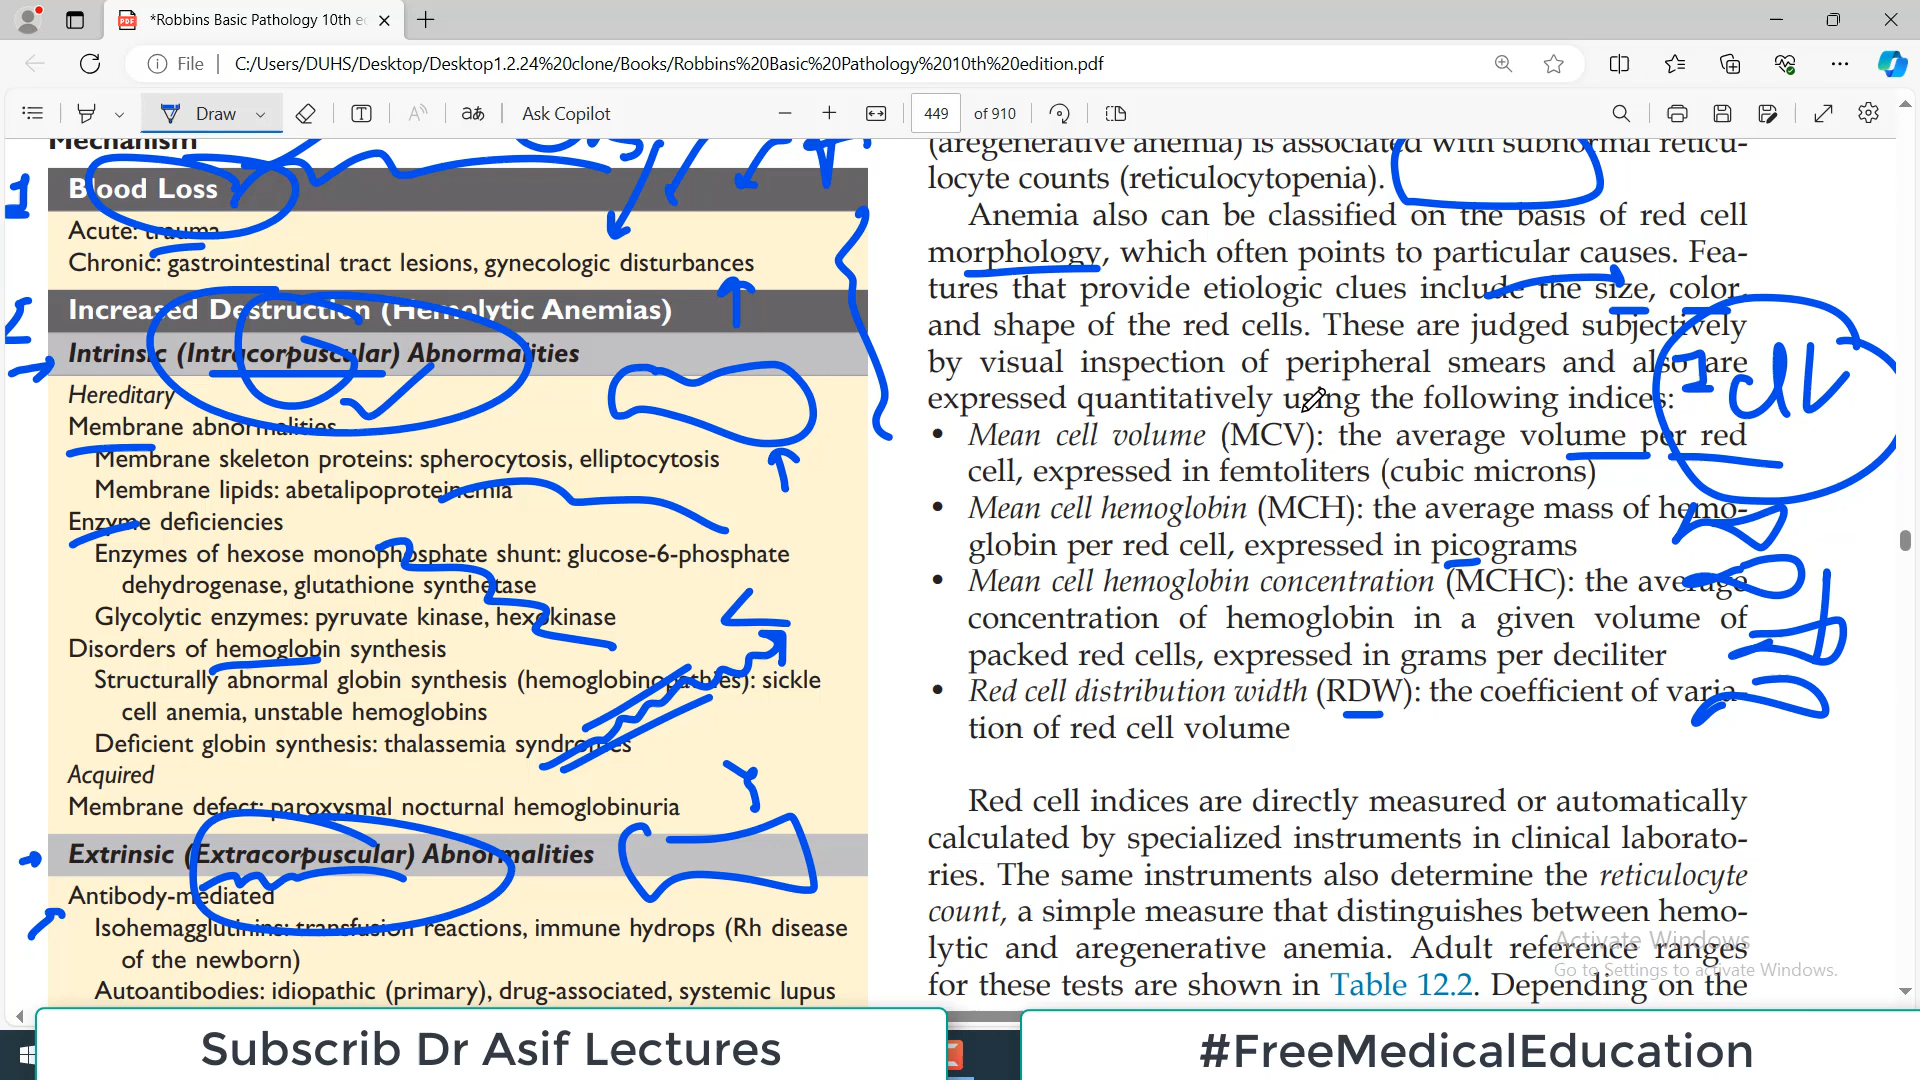 *Robbins Basic Pathology 10th e
File
C:/Users/DUHS/Desktop/Desktop1.2.24%20clone/Books/Robbins%20Basic%20Pathology%2010th%20edition.pdf
Draw
Ask Copilot
449 of 910
Mechanism
1
Blood Loss
Acute: trauma
Chronic: gastrointestinal tract lesions, gynecologic disturbances
Increased Destruction (Hemolytic Anemias)
Intrinsic (Intracorpuscular) Abnormalities
Hereditary
Membrane abnormalities
Membrane skeleton proteins: spherocytosis, elliptocytosis
Membrane lipids: abetalipoproteinemia
Enzyme deficiencies
Enzymes of hexose monophosphate shunt: glucose-6-phosphate
dehydrogenase, glutathione synthetase
Glycolytic enzymes: pyruvate kinase, hexokinase
Disorders of hemoglobin synthesis
Structurally abnormal globin synthesis (hemoglobinopathies): sickle
cell anemia, unstable hemoglobins
Deficient globin synthesis: thalassemia syndromes
Acquired
Membrane defect: paroxysmal nocturnal hemoglobinuria
Extrinsic (Extracorpuscular) Abnormalities
Antibody-mediated
Isohemagglutinins: transfusion reactions, immune hydrops (Rh disease
of the newborn)
Autoantibodies: idiopathic (primary), drug-associated, systemic lupus
(aregenerative anemia) is associated with subnormal reticu-
locyte counts (reticulocytopenia).
Anemia also can be classified on the basis of red cell
morphology, which often points to particular causes. Fea-
tures that provide etiologic clues include the size, color,
and shape of the red cells. These are judged subjectively
by visual inspection of peripheral smears and also are
expressed quantitatively using the following indices:
1 dl
• Mean cell volume (MCV): the average volume per red
cell, expressed in femtoliters (cubic microns)
• Mean cell hemoglobin (MCH): the average mass of hemo-
globin per red cell, expressed in picograms
• Mean cell hemoglobin concentration (MCHC): the average
concentration of hemoglobin in a given volume of
packed red cells, expressed in grams per deciliter
• Red cell distribution width (RDW): the coefficient of varia-
tion of red cell volume
Red cell indices are directly measured or automatically
calculated by specialized instruments in clinical laborato-
ries. The same instruments also determine the reticulocyte
count, a simple measure that distinguishes between hemo-
lytic and aregenerative anemia. Adult reference ranges
for these tests are shown in Table 12.2. Depending on the
Activate Windows
Go to Settings to activate Windows.
Subscrib Dr Asif Lectures
#FreeMedicalEducation